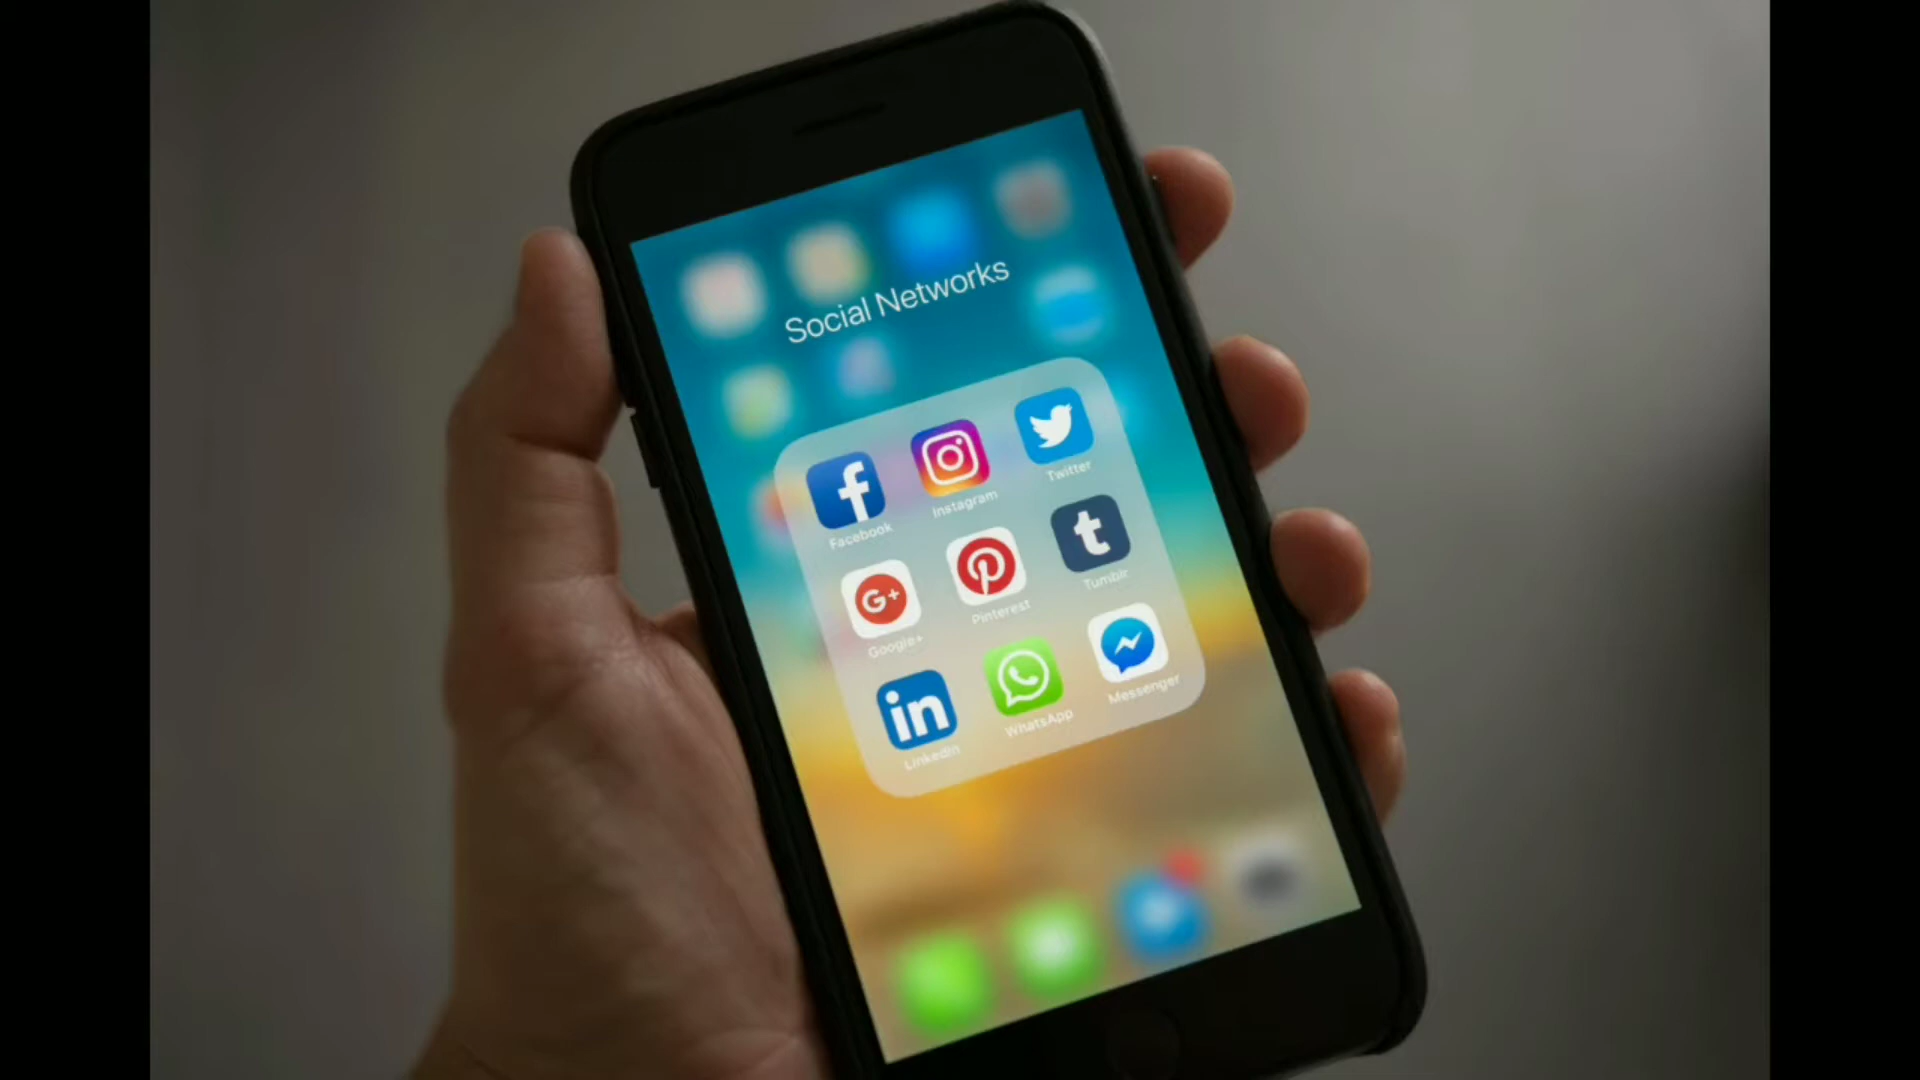 Social Networks
Facebook
Instagram
Twitter
Google+
Pinterest
Tumblr
LinkedIn
WhatsApp
Messenger